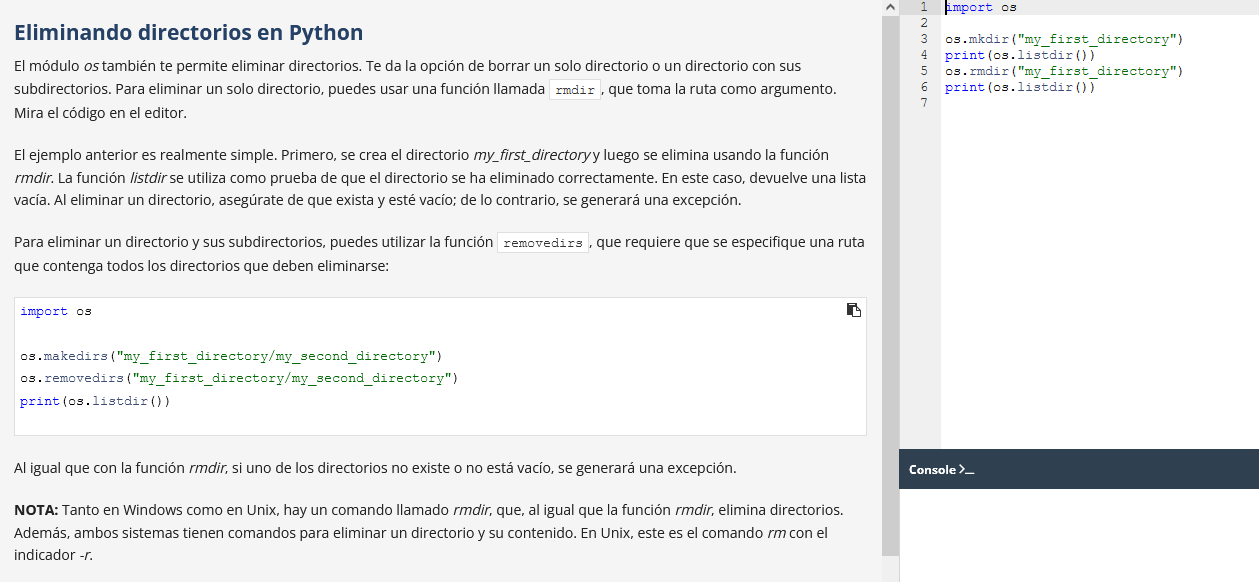 Eliminando directorios en Python
El módulo os también te permite eliminar directorios. Te da la opción de borrar un solo directorio o un directorio con sus
subdirectorios. Para eliminar un solo directorio, puedes usar una función llamada rmdir, que toma la ruta como argumento.
Mira el código en el editor.
El ejemplo anterior es realmente simple. Primero, se crea el directorio my_first_directory y luego se elimina usando la función
rmdir. La función listdir se utiliza como prueba de que el directorio se ha eliminado correctamente. En este caso, devuelve una lista
vacía. Al eliminar un directorio, asegúrate de que exista y esté vacío; de lo contrario, se generará una excepción.
Para eliminar un directorio y sus subdirectorios, puedes utilizar la función removedirs, que requiere que se especifique una ruta
que contenga todos los directorios que deben eliminarse:
import os
os.makedirs("my_first_directory/my_second_directory")
os.removedirs("my_first_directory/my_second_directory")
print(os.listdir())
Al igual que con la función rmdir, si uno de los directorios no existe o no está vacío, se generará una excepción.
NOTA: Tanto en Windows como en Unix, hay un comando llamado rmdir, que, al igual que la función rmdir, elimina directorios.
Además, ambos sistemas tienen comandos para eliminar un directorio y su contenido. En Unix, este es el comando rm con el
indicador -r.
1 import os
2
3 os.mkdir("my_first_directory")
4 print(os.listdir())
5 os.rmdir("my_first_directory")
6 print(os.listdir())
7
Console >_